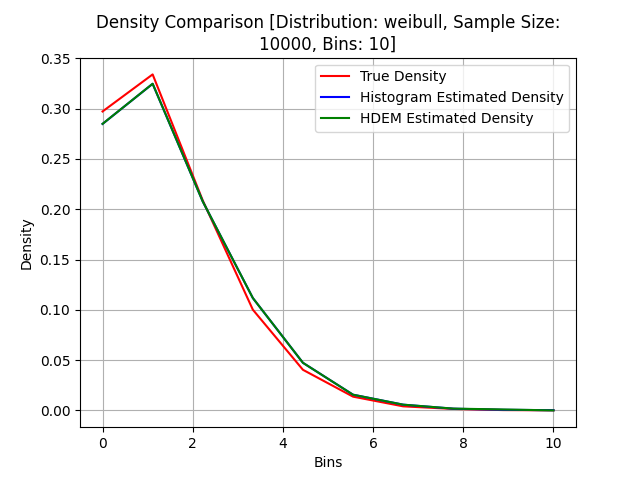 Density Comparison [Distribution: weibull, Sample Size:
10000, Bins: 10]
True Density
Histogram Estimated Density
HDEM Estimated Density
Density
0.35
0.30
0.25
0.20
0.15
0.10
0.05
0.00
0 2 4 6 8 10
Bins